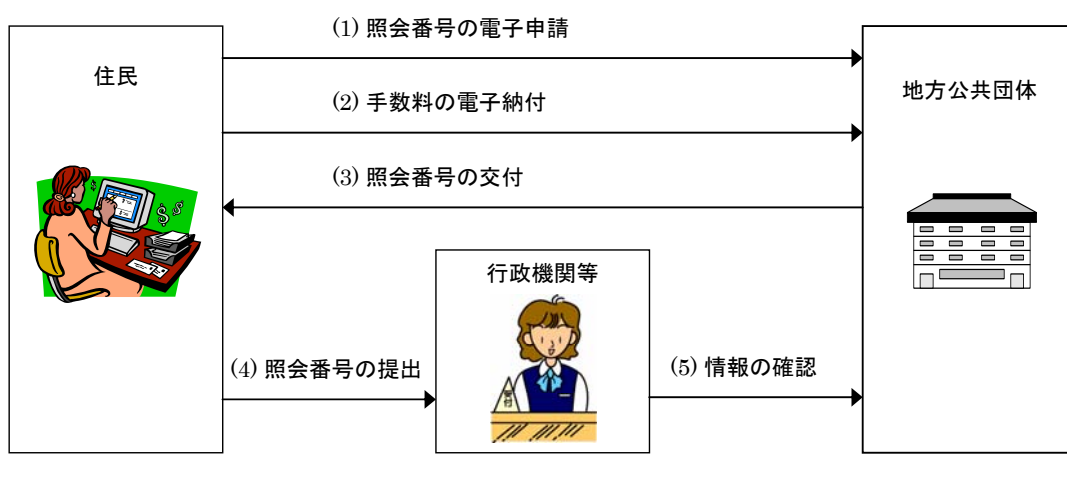 (1) 照会番号の電子申請
住民
地方公共団体
(2) 手数料の電子納付
(3) 照会番号の交付
行政機関等
(4) 照会番号の提出
(5) 情報の確認
受付